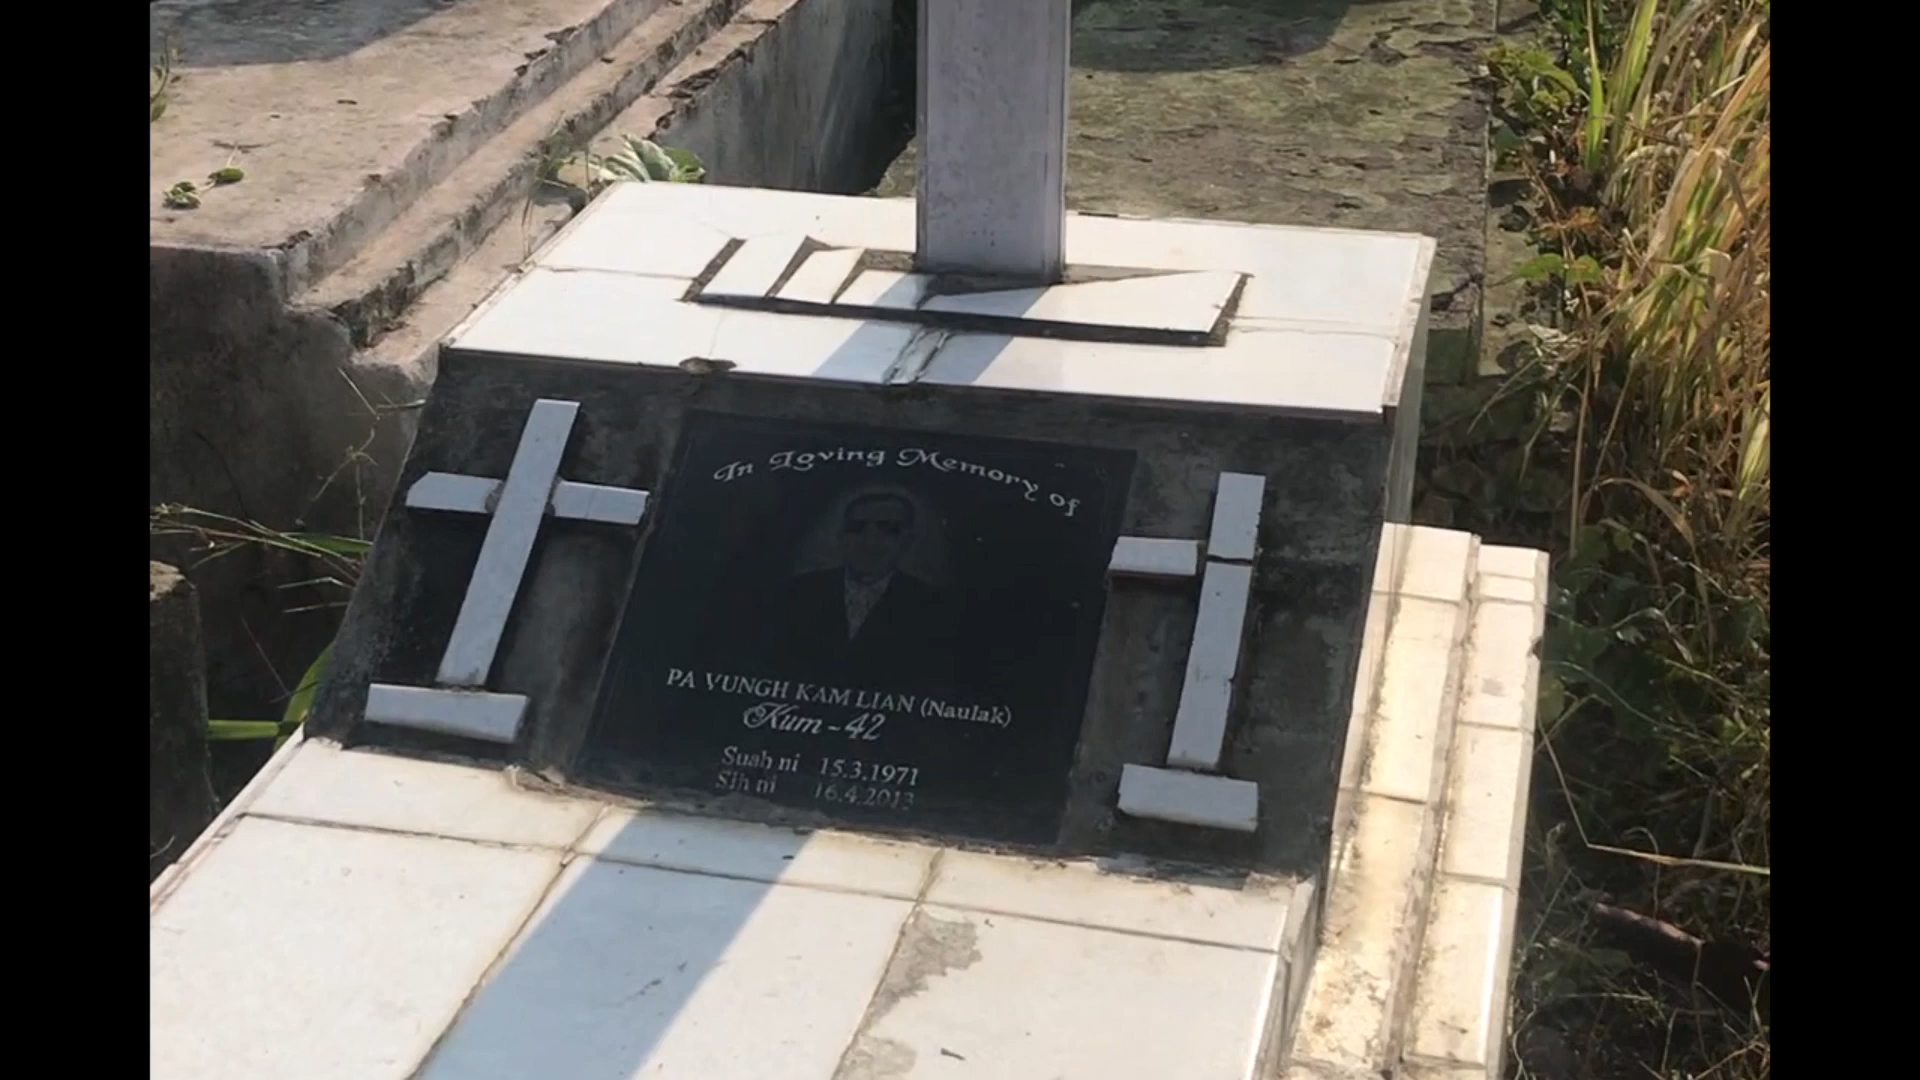 In Loving Memory of
PA VUNGH KAM LIAN (Naulak)
Kum - 42
Suah ni 15.3.1971
Sih ni 16.4.2013